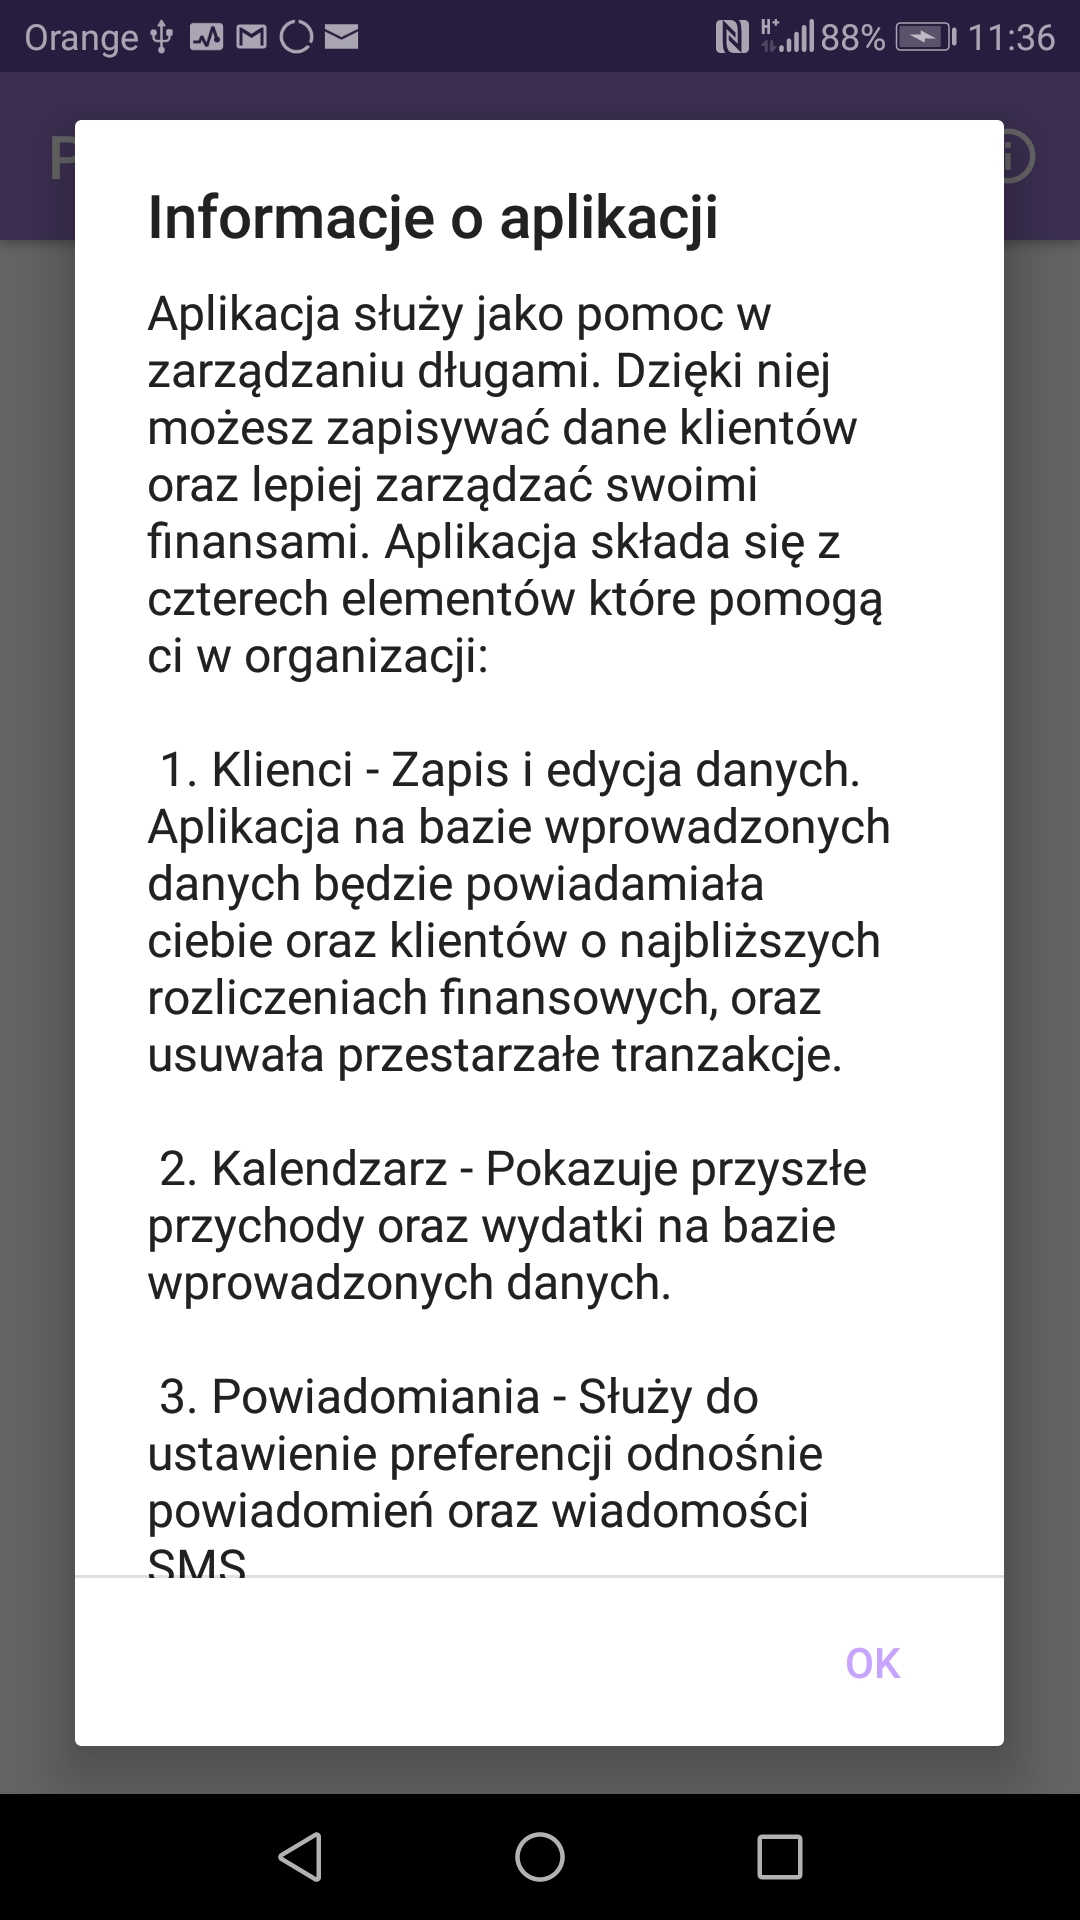 Orange 88% 11:36
Informacje o aplikacji
Aplikacja służy jako pomoc w
zarządzaniu długami. Dzięki niej
możesz zapisywać dane klientów
oraz lepiej zarządzać swoimi
finansami. Aplikacja składa się z
czterech elementów które pomogą
ci w organizacji:
1. Klienci - Zapis i edycja danych.
Aplikacja na bazie wprowadzonych
danych będzie powiadamiała
ciebie oraz klientów o najbliższych
rozliczeniach finansowych, oraz
usuwała przestarzałe tranzakcje.
2. Kalendzarz - Pokazuje przyszłe
przychody oraz wydatki na bazie
wprowadzonych danych.
3. Powiadomiania - Służy do
ustawienie preferencji odnośnie
powiadomień oraz wiadomości
SMS
OK